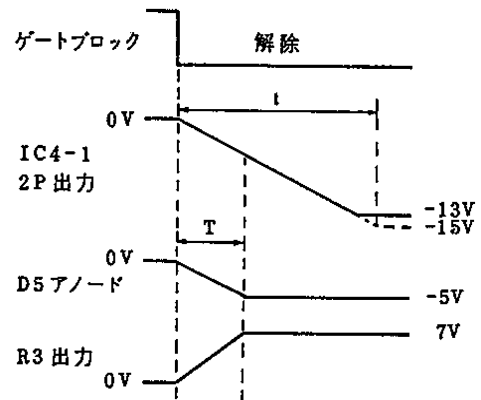 ゲートブロック
解除
t
0V
IC4-1
2P出力
-13V
-15V
T
0V
D5アノード
-5V
7V
R3出力
0V